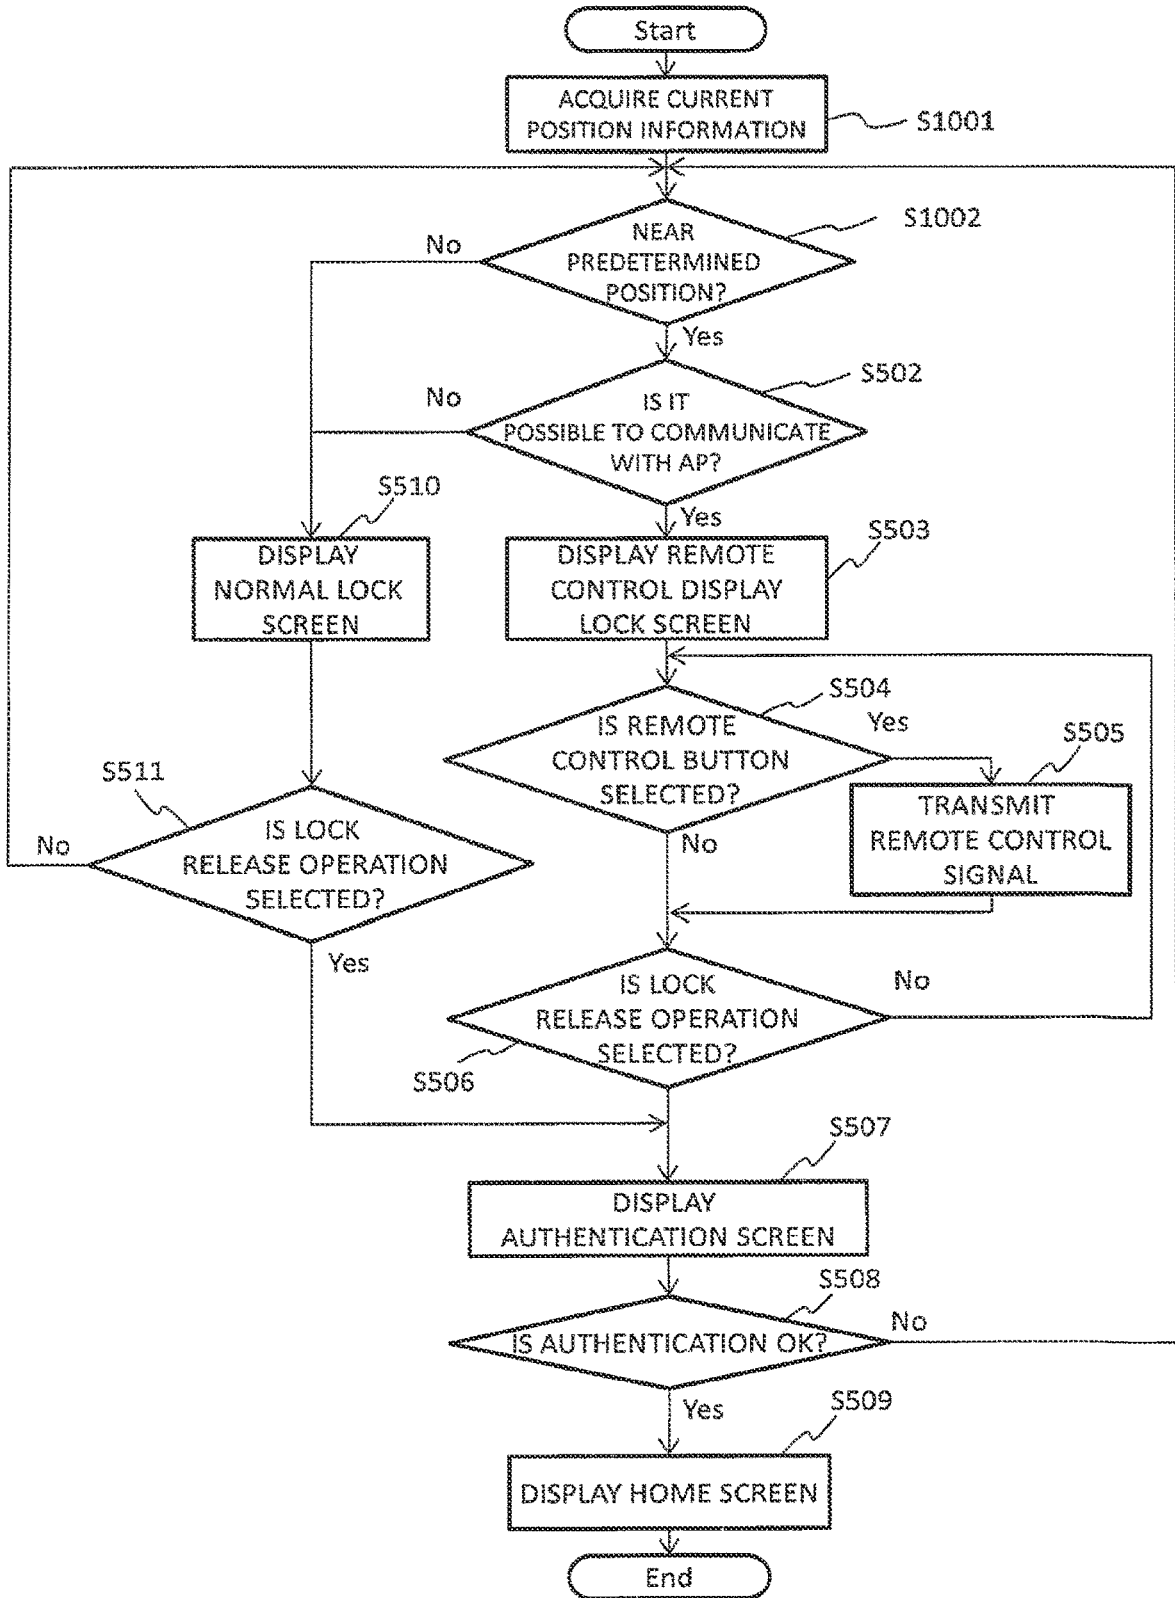 Start
ACQUIRE CURRENT
POSITION INFORMATION
S1001
S1002
No
NEAR
PREDETERMINED
POSITION?
Yes
S502
No
IS IT
POSSIBLE TO COMMUNICATE
WITH AP?
S510
Yes
S503
DISPLAY
NORMAL LOCK
SCREEN
DISPLAY REMOTE
CONTROL DISPLAY
LOCK SCREEN
S504
IS REMOTE
CONTROL BUTTON
SELECTED?
Yes
S505
S511
TRANSMIT
REMOTE CONTROL
SIGNAL
No
IS LOCK
RELEASE OPERATION
SELECTED?
No
Yes
IS LOCK
RELEASE OPERATION
SELECTED?
No
S506
S507
DISPLAY
AUTHENTICATION SCREEN
S508
IS AUTHENTICATION OK?
No
Yes
S509
DISPLAY HOME SCREEN
End